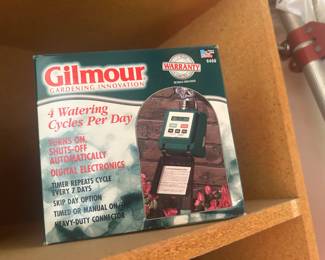 Gilmour
GARDENING INNOVATION
WARRANTY
9400
4 Watering
Cycles Per Day
TURNS ON,
SHUTS-OFF
AUTOMATICALLY
DIGITAL ELECTRONICS
TIMER REPEATS CYCLE
EVERY 7 DAYS
SKIP DAY OPTION
TIMED OR MANUAL ON
HEAVY-DUTY CONNECTOR